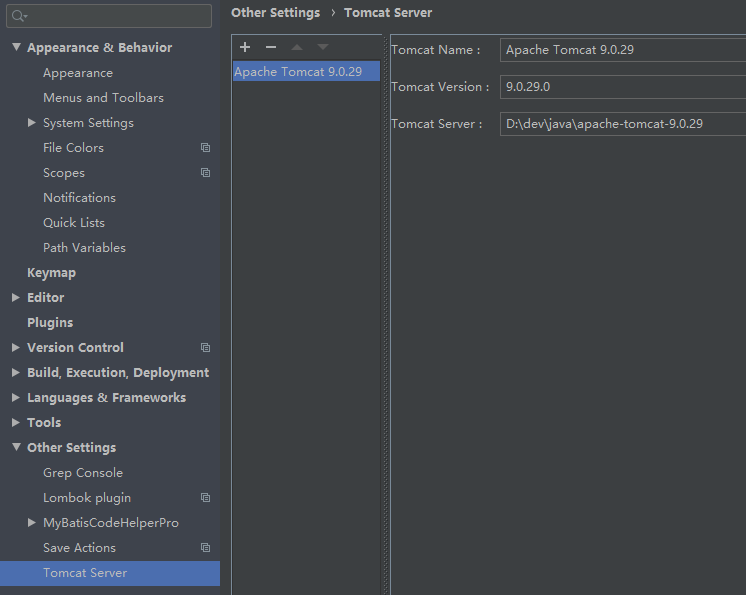 Appearance & Behavior
Appearance
Menus and Toolbars
System Settings
File Colors
Scopes
Notifications
Quick Lists
Path Variables
Keymap
Editor
Plugins
Version Control
Build, Execution, Deployment
Languages & Frameworks
Tools
Other Settings
Grep Console
Lombok plugin
MyBatisCodeHelperPro
Save Actions
Tomcat Server
Other Settings › Tomcat Server
Apache Tomcat 9.0.29
Tomcat Name : Apache Tomcat 9.0.29
Tomcat Version : 9.0.29.0
Tomcat Server : D:\dev\java\apache-tomcat-9.0.29